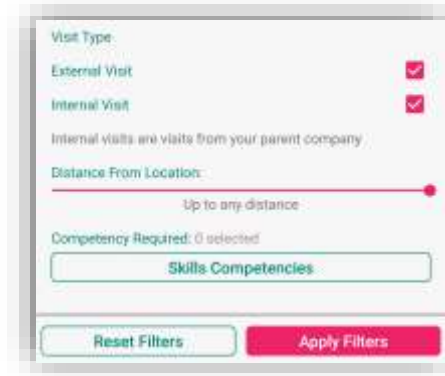 Visit Type
External Visit
Internal Visit
Internal visits are visits from your parent company
Distance From Location:
Up to any distance
Competency Required: 0 selected
Skills Competencies
Reset Filters
Apply Filters